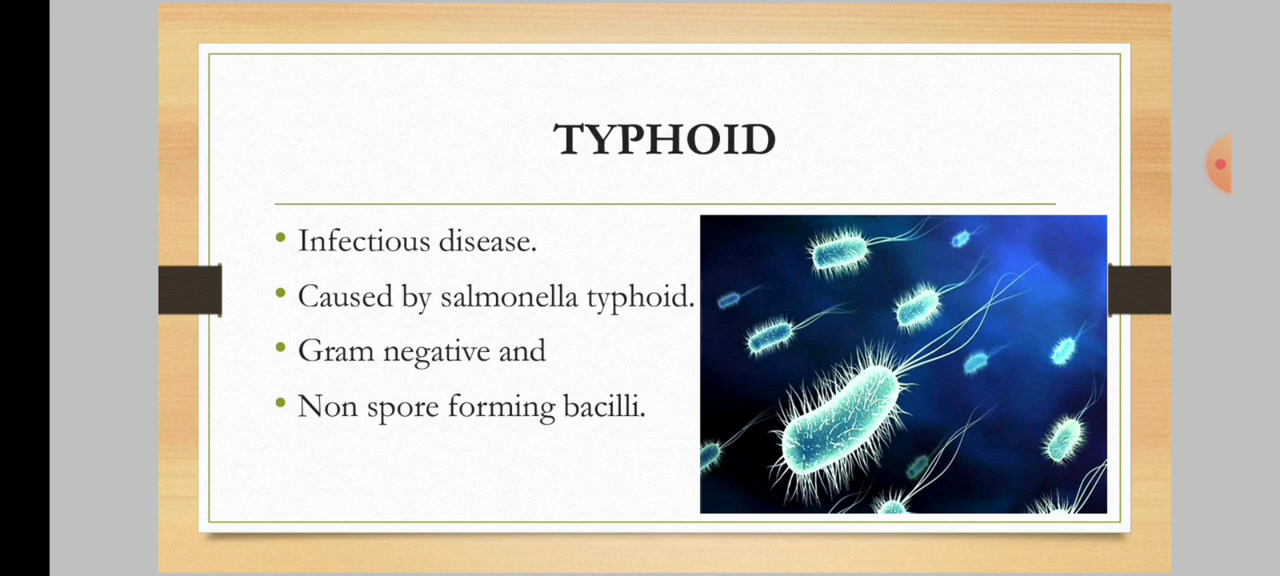 TYPHOID
Infectious disease.
Caused by salmonella typhoid.
Gram negative and
Non spore forming bacilli.